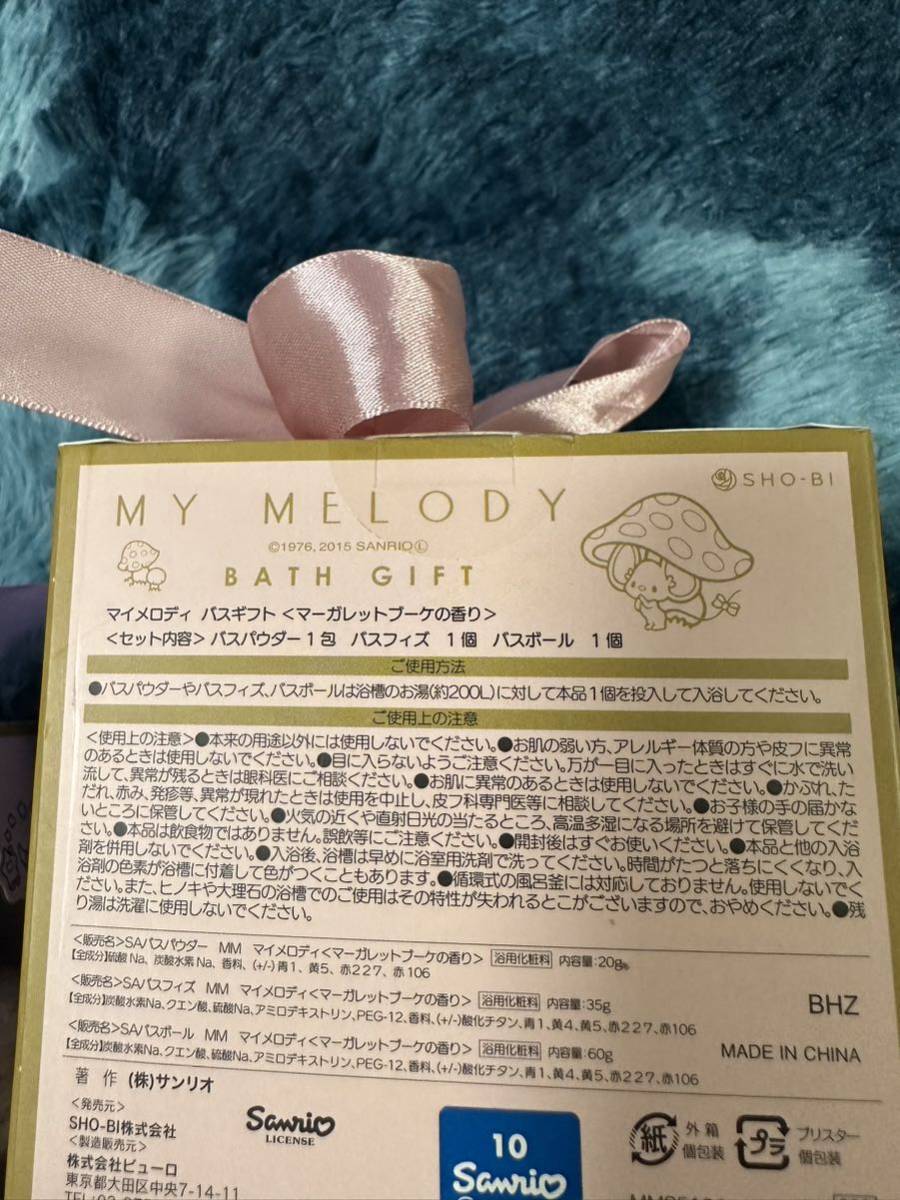 SHO-BI
MY MELODY
©1976, 2015 SANRIO Ⓛ
BATH GIFT
マイメロディ バスギフト <マーガレットブーケの香り>
<セット内容> バスパウダー1包 バスフィズ 1個 バスボール 1個
ご使用方法
●バスパウダーやバスフィズ、バスボールは浴槽のお湯(約200L)に対して本品1個を投入して入浴してください。
ご使用上の注意
<使用上の注意>●本来の用途以外には使用しないでください。●お肌の弱い方、アレルギー体質の方や皮フに異常
のあるときは使用しないでください。●目に入らないようご注意ください。万が一目に入ったときはすぐに水で洗い
流して、異常が残るときは眼科医にご相談ください。●お肌に異常のあるときは使用しないでください。●かぶれ、た
だれ、赤み、発疹等、異常が現れたときは使用を中止し、皮フ科専門医等に相談してください。●お子様の手の届かな
いところに保管してください。●火気の近くや直射日光の当たるところ、高温多湿になる場所を避けて保管してくだ
さい。●本品は飲食物ではありません。誤飲等にご注意ください。●開封後はすぐお使いください。●本品と他の入浴
剤を併用しないでください。●入浴後、浴槽は早めに浴室用洗剤で洗ってください。時間がたつと落ちにくくなり、入
浴剤の色素が浴槽に付着して色がつくこともあります。●循環式の風呂釜には対応しておりません。使用しないでく
ださい。また、ヒノキや大理石の浴槽でのご使用はその特性が失われるとこがございますので、おやめください。●残
り湯は洗濯に使用しないでください。
<販売名>SAバスパウダー MM マイメロディ<マーガレットブーケの香り> 浴用化粧料 内容量:20g
【全成分】硫酸Na、炭酸水素Na、香料、(+/-)青1、黄5、赤227、赤106
<販売名>SAバスフィズ MM マイメロディ<マーガレットブーケの香り> 浴用化粧料 内容量:35g
【全成分】炭酸水素Na、クエン酸、硫酸Na、アミロデキストリン、PEG-12、香料、(+/-)酸化チタン、青1、黄4、黄5、赤227、赤106
<販売名>SAバスボール MM マイメロディ<マーガレットブーケの香り> 浴用化粧料 内容量:60g
【全成分】炭酸水素Na、クエン酸、硫酸Na、アミロデキストリン、PEG-12、香料、(+/-)酸化チタン、青1、黄4、黄5、赤227、赤106
BHZ
MADE IN CHINA
著 作 (株)サンリオ
<発売元>
SHO-BI株式会社
<製造販売元>
株式会社ピューロ
東京都大田区中央7-14-11
Sanrio
LICENSE
10
Sanrio
紙 外箱
個包装
プラ ブリスター
個包装